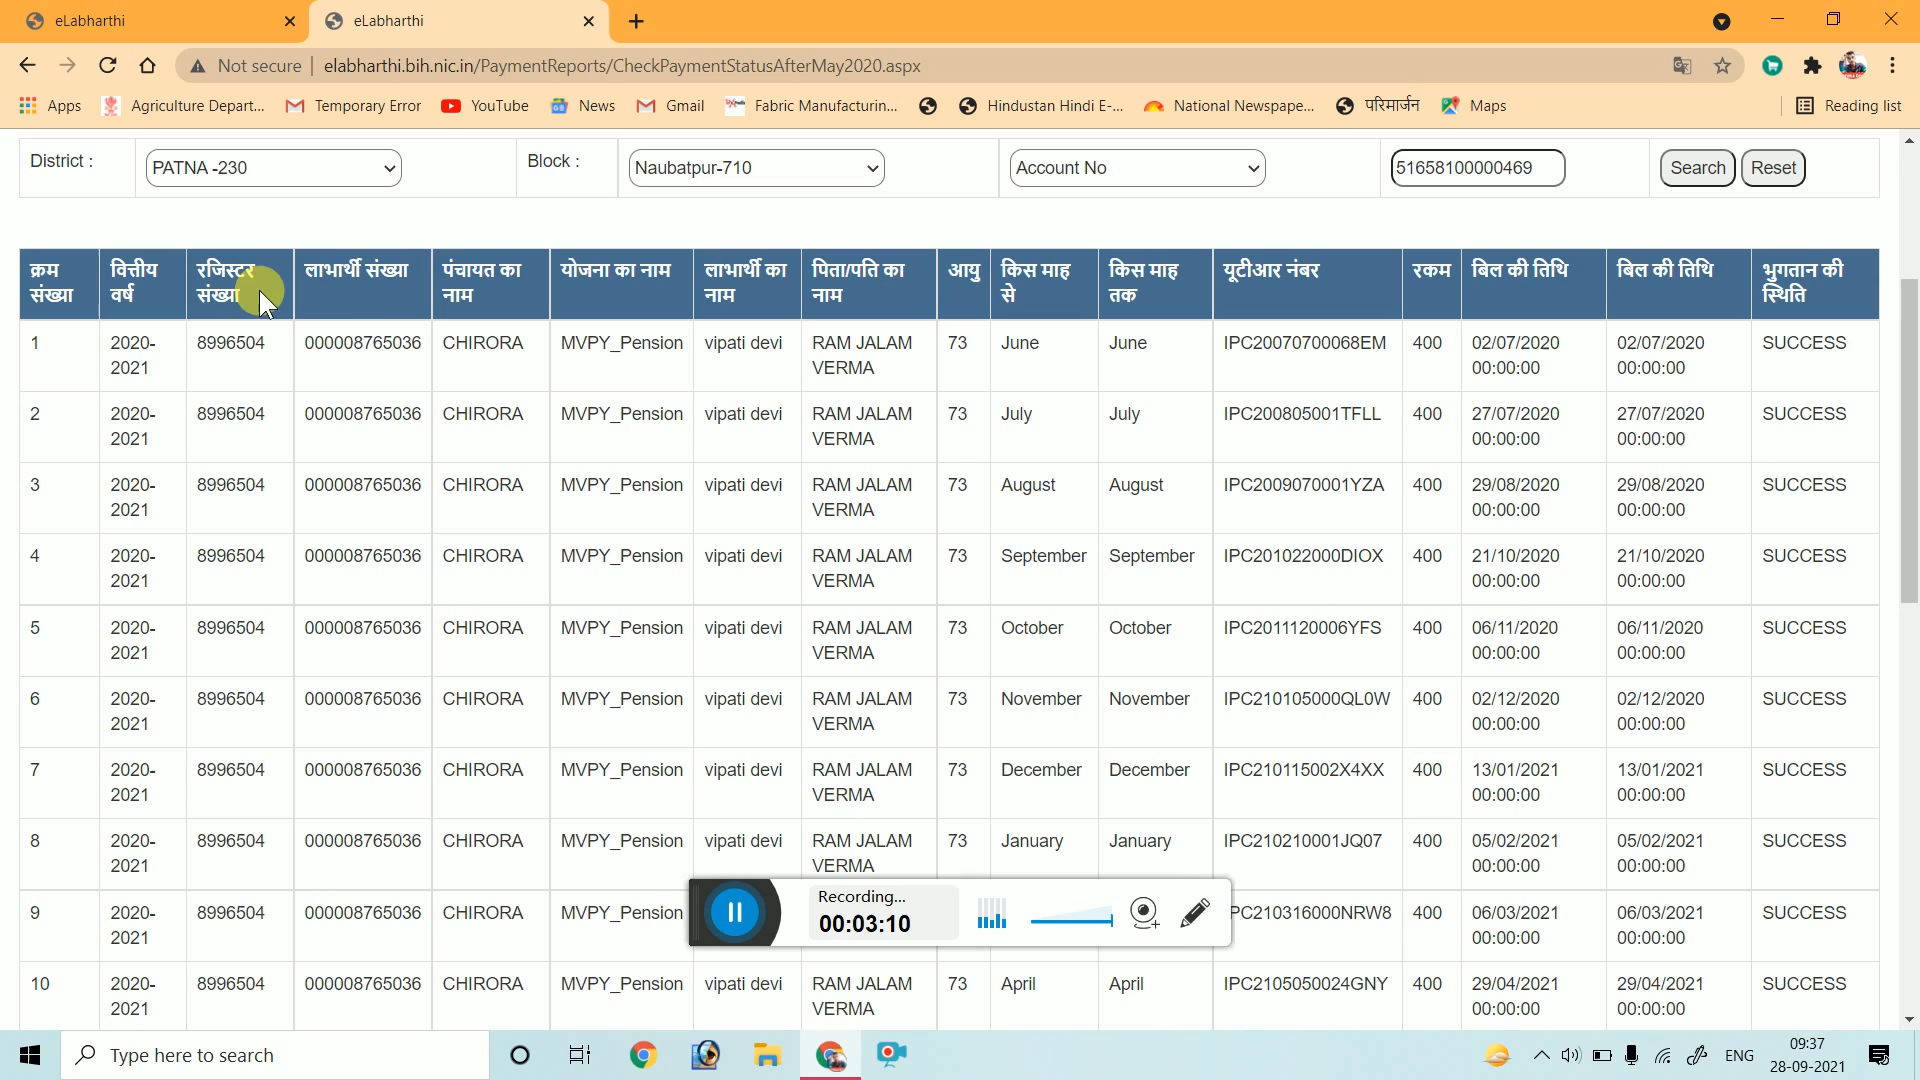 eLabharthi
eLabharthi
Not secure
elabharthi.bih.nic.in/PaymentReports/CheckPaymentStatusAfterMay2020.aspx
Apps Agriculture Depart... Temporary Error YouTube News Gmail Fabric Manufacturin... Hindustan Hindi E-... National Newspape... परिमार्जन Maps Reading list
District : PATNA -230 Block : Naubatpur-710 Account No 51658100000469 Search Reset
क्रम संख्या वित्तीय वर्ष रजिस्टर संख्या लाभार्थी संख्या पंचायत का नाम योजना का नाम लाभार्थी का नाम पिता/पति का नाम आयु किस माह से किस माह तक यूटीआर नंबर रकम बिल की तिथि बिल की तिथि भुगतान की स्थिति
1 2020-2021 8996504 000008765036 CHIRORA MVPY_Pension vipati devi RAM JALAM VERMA 73 June June IPC20070700068EM 400 02/07/2020 00:00:00 02/07/2020 00:00:00 SUCCESS
2 2020-2021 8996504 000008765036 CHIRORA MVPY_Pension vipati devi RAM JALAM VERMA 73 July July IPC200805001TFLL 400 27/07/2020 00:00:00 27/07/2020 00:00:00 SUCCESS
3 2020-2021 8996504 000008765036 CHIRORA MVPY_Pension vipati devi RAM JALAM VERMA 73 August August IPC2009070001YZA 400 29/08/2020 00:00:00 29/08/2020 00:00:00 SUCCESS
4 2020-2021 8996504 000008765036 CHIRORA MVPY_Pension vipati devi RAM JALAM VERMA 73 September September IPC201022000DIOX 400 21/10/2020 00:00:00 21/10/2020 00:00:00 SUCCESS
5 2020-2021 8996504 000008765036 CHIRORA MVPY_Pension vipati devi RAM JALAM VERMA 73 October October IPC2011120006YFS 400 06/11/2020 00:00:00 06/11/2020 00:00:00 SUCCESS
6 2020-2021 8996504 000008765036 CHIRORA MVPY_Pension vipati devi RAM JALAM VERMA 73 November November IPC210105000QL0W 400 02/12/2020 00:00:00 02/12/2020 00:00:00 SUCCESS
7 2020-2021 8996504 000008765036 CHIRORA MVPY_Pension vipati devi RAM JALAM VERMA 73 December December IPC210115002X4XX 400 13/01/2021 00:00:00 13/01/2021 00:00:00 SUCCESS
8 2020-2021 8996504 000008765036 CHIRORA MVPY_Pension vipati devi RAM JALAM VERMA 73 January January IPC210210001JQ07 400 05/02/2021 00:00:00 05/02/2021 00:00:00 SUCCESS
9 2020-2021 8996504 000008765036 CHIRORA MVPY_Pension PC210316000NRW8 400 06/03/2021 00:00:00 06/03/2021 00:00:00 SUCCESS
Recording...
00:03:10
10 2020-2021 8996504 000008765036 CHIRORA MVPY_Pension vipati devi RAM JALAM VERMA 73 April April IPC2105050024GNY 400 29/04/2021 00:00:00 29/04/2021 00:00:00 SUCCESS
Type here to search
ENG
09:37
28-09-2021